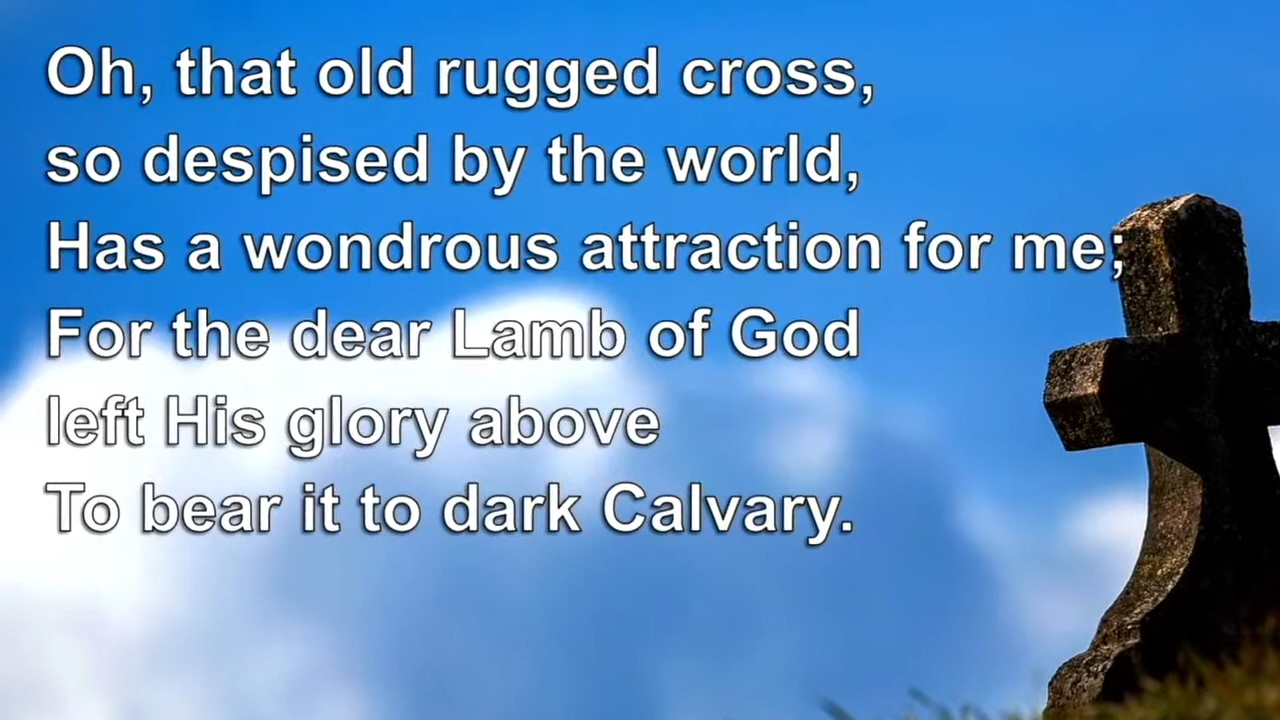 Oh, that old rugged cross,
so despised by the world,
Has a wondrous attraction for me;
For the dear Lamb of God
left His glory above
To bear it to dark Calvary.